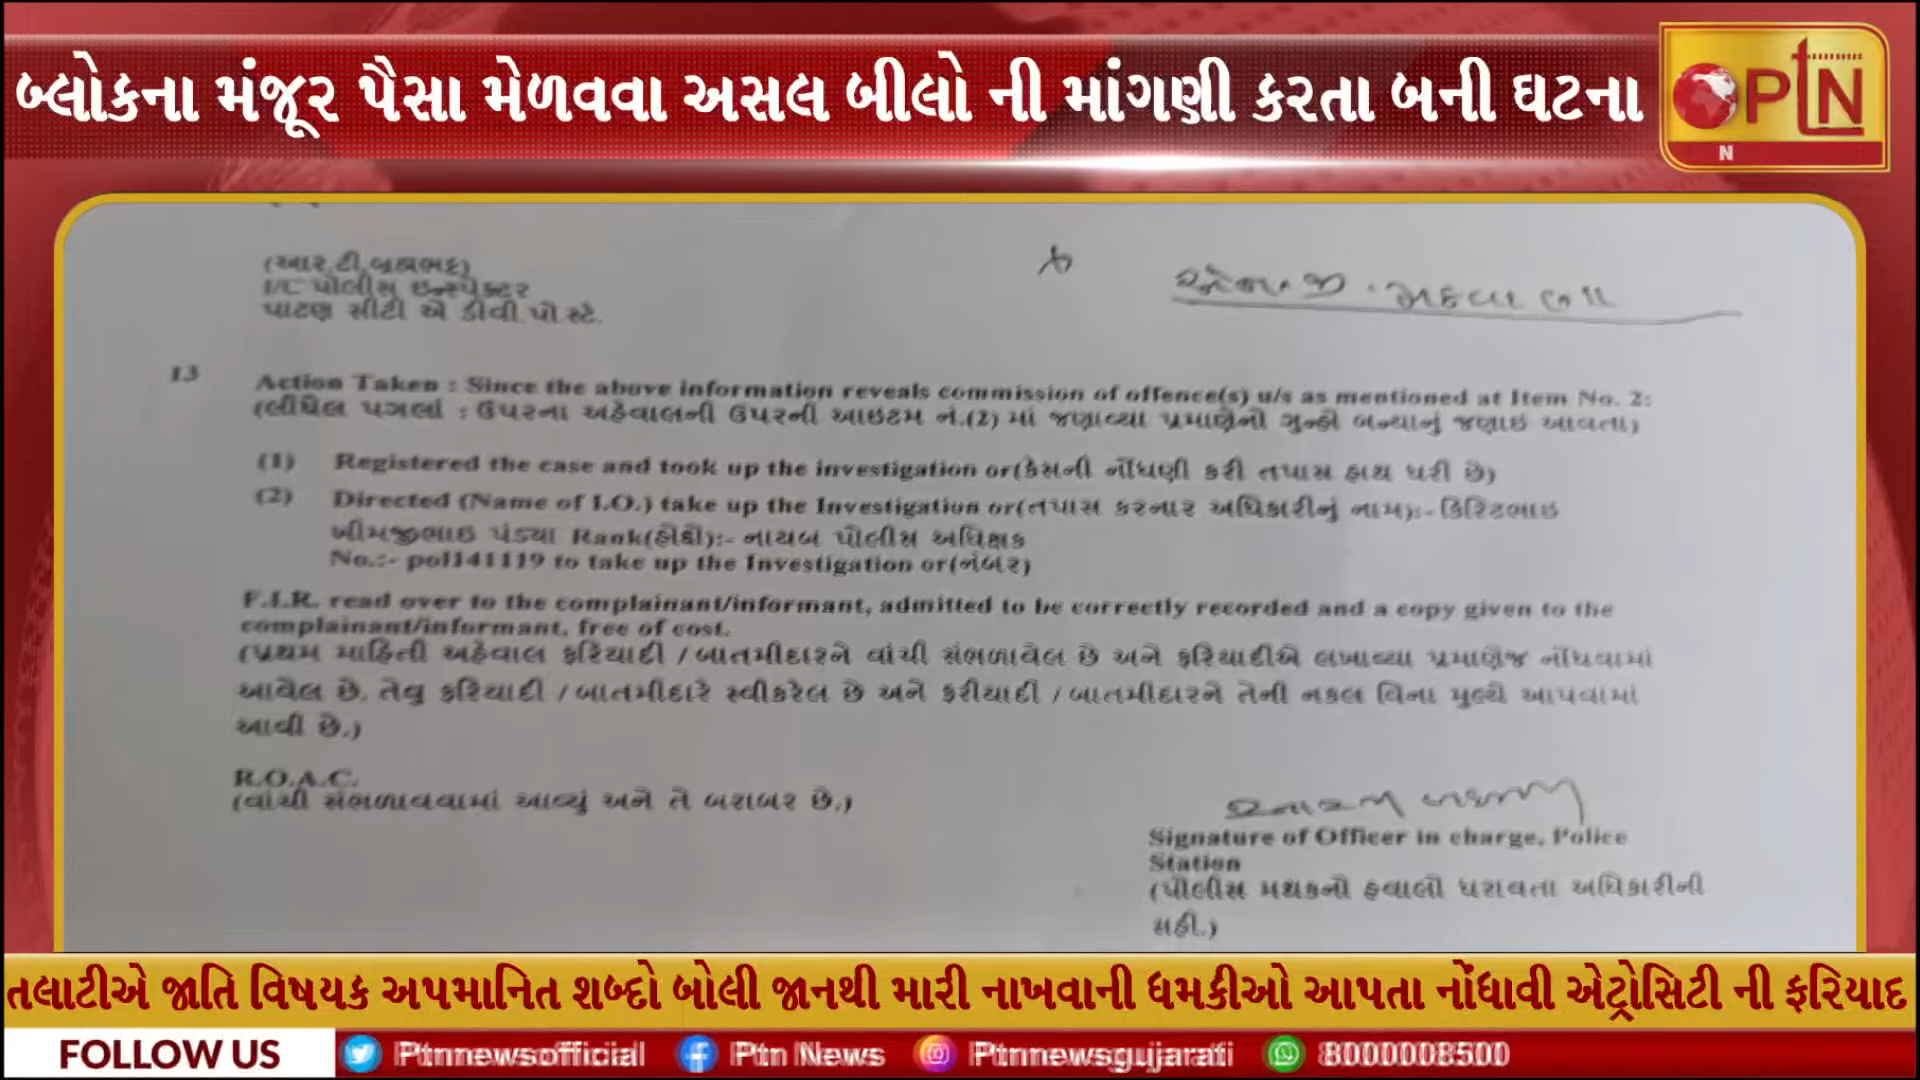 બ્લોકના મંજૂર પૈસા મેળવવા અસલ બીલો ની માંગણી કરતા બની ઘટના
PTN
N
(આર.ટી.બ્રહ્મભટ્ટ)
I/C પોલીસ ઇન્સ્પેક્ટર
પાટણ સીટી એ ડીવી.પો.સ્ટે.
13
Action Taken : Since the above information reveals commission of offence(s) u/s as mentioned at Item No. 2:
(લીધેલ પગલાં : ઉપરના અહેવાલની ઉપરની આઇટમ નં.(2) માં જણાવ્યા પ્રમાણેનો ગુન્હો બન્યાનું જણાઇ આવતા)
(1) Registered the case and took up the investigation or(કેસની નોંધણી કરી તપાસ હાથ ધરી છે)
(2) Directed (Name of I.O.) take up the Investigation or(તપાસ કરનાર અધિકારીનું નામ):- કિરિટભાઇ
ખીમજીભાઇ પંડ્યા Rank(હોદ્દો):- નાયબ પોલીસ અધિક્ષક
No.:- pol141119 to take up the Investigation or(નંબર)
F.I.R. read over to the complainant/informant, admitted to be correctly recorded and a copy given to the
complainant/informant, free of cost.
(પ્રથમ માહિતી અહેવાલ ફરિયાદી /બાતમીદારને વાંચી સંભળાવેલ છે અને ફરિયાદીએ લખાવ્યા પ્રમાણેજ નોંધવામાં
આવેલ છે. તેવુ ફરિયાદી /બાતમીદારે સ્વીકરેલ છે અને ફરીયાદી /બાતમીદારને તેની નકલ વિના મુલ્યે આપવામાં
આવી છે.)
R.O.A.C.
(વાંચી સંભળાવવામાં આવ્યું અને તે બરાબર છે.)
Signature of Officer in charge, Police
Station
(પોલીસ મથકનો હવાલો ધરાવતા અધિકારીની
સહી.)
તલાટીએ જાતિ વિષયક અપમાનિત શબ્દો બોલી જાનથી મારી નાખવાની ધમકીઓ આપતા નોંધાવી એટ્રોસિટી ની ફરિયાદ
FOLLOW US Ptnnewsofficial Ptn News Ptnnewsgujarati 8000008500